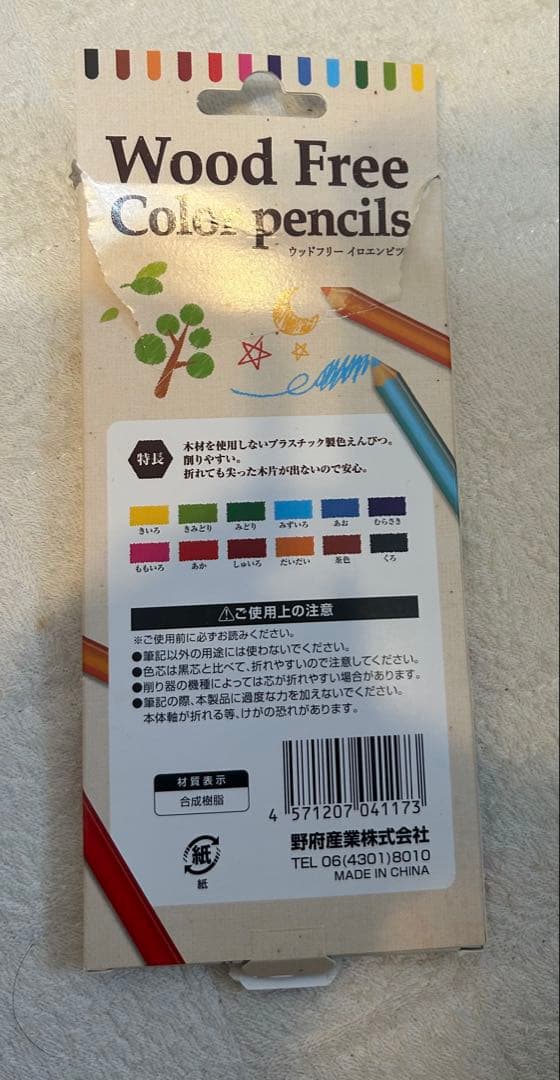 Wood Free
Color pencils
ウッドフリー イロエンピツ
特長
木材を使用しないプラスチック製色えんぴつ。
削りやすい。
折れても尖った木片が出ないので安心。
きいろ きみどり みどり みずいろ あお むらさき
ももいろ あか しゅいろ だいだい 茶色 くろ
⚠ご使用上の注意
※ご使用前に必ずお読みください。
●筆記以外の用途には使わないでください。
●色芯は黒芯と比べて、折れやすいので注意してください。
●削り器の機種によっては芯が折れやすい場合があります。
●筆記の際、本製品に過度な力を加えないでください。
本体軸が折れる等、けがの恐れがあります。
材質表示
合成樹脂
4 571207 041173
紙
紙
野府産業株式会社
TEL 06(4301)8010
MADE IN CHINA